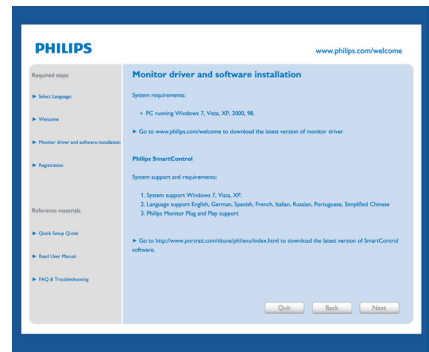 PHILIPS
www.philips.com/welcome
Required steps
Select Language:
Welcome
Monitor driver and software installation
Registration
Reference materials
Quick Setup Quide
Read User Manual
FAQ & Troubleshooting
Monitor driver and software installation
System requirements:
• PC running Windows 7, Vista, XP, 2000, 98.
Go to www.philips.com/welcome to download the latest version of monitor driver
Philips SmartControl
System support and requirements:
1. System support Windows 7, Vista, XP.
2. Language support English, German, Spanish, French, Italian, Russian, Portuguese, Simplified Chinese
3. Philips Monitor Plug and Play support
Go to http://www.portrait.com/dtune/phl/enu/index.html to download the latest version of SmartControl
software.
Quit
Back
Next